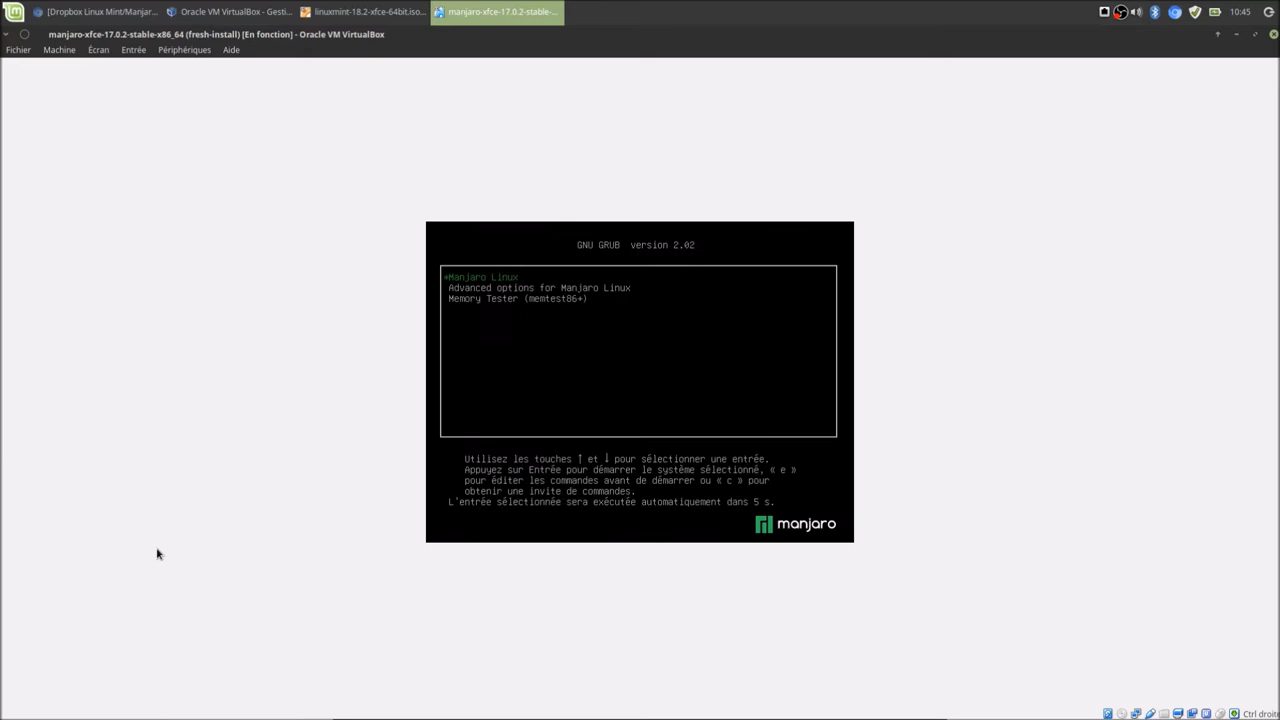 [Dropbox Linux Mint/Manjar...
Oracle VM VirtualBox - Gesti...
linuxmint-18.2-xfce-64bit.iso...
manjaro-xfce-17.0.2-stable-...
10:45
manjaro-xfce-17.0.2-stable-x86_64 (fresh-install) [En fonction] - Oracle VM VirtualBox
Fichier Machine Écran Entrée Périphériques Aide
GNU GRUB version 2.02
*Manjaro Linux
Advanced options for Manjaro Linux
Memory Tester (memtest86+)
Utilisez les touches ↑ et ↓ pour sélectionner une entrée.
Appuyez sur Entrée pour démarrer le système sélectionné, « e »
pour éditer les commandes avant de démarrer ou « c » pour
obtenir une invite de commandes.
L'entrée sélectionnée sera exécutée automatiquement dans 5 s.
manjaro
Ctrl droite